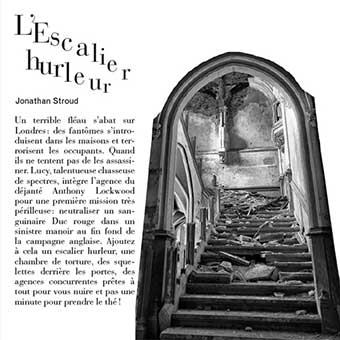 L'Escalier
hurleur
Jonathan Stroud
Un terrible fléau s'abat sur
Londres : des fantômes s'intro-
duisent dans les maisons et ter-
rorisent les occupants. Quand
ils ne tentent pas de les assassi-
ner. Lucy, talentueuse chasseuse
de spectres, intègre l'agence du
déjanté Anthony Lockwood
pour une première mission très
périlleuse: neutraliser un san-
guinaire Duc rouge dans un
sinistre manoir au fin fond de
la campagne anglaise. Ajoutez
à cela un escalier hurleur, une
chambre de torture, des sque-
lettes derrière les portes, des
agences concurrentes prêtes à
tout pour vous nuire et pas une
minute pour prendre le thé !